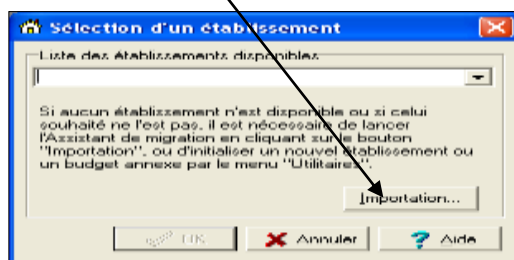 Sélection d'un établissement
Liste des établissements disponibles
Si aucun établissement n'est disponible ou si celui
souhaité ne l'est pas, il est nécessaire de lancer
l'Assistant de migration en cliquant sur le bouton
"Importation", ou d'initialiser un nouvel établissement ou
un budget annexe par le menu "Utilitaires".
Importation...
OK Annuler Aide